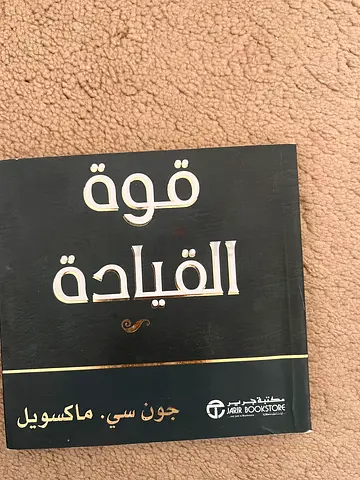 قوة
القيادة
جون سي. ماكسويل
مكتبة جرير
JARIR BOOKSTORE